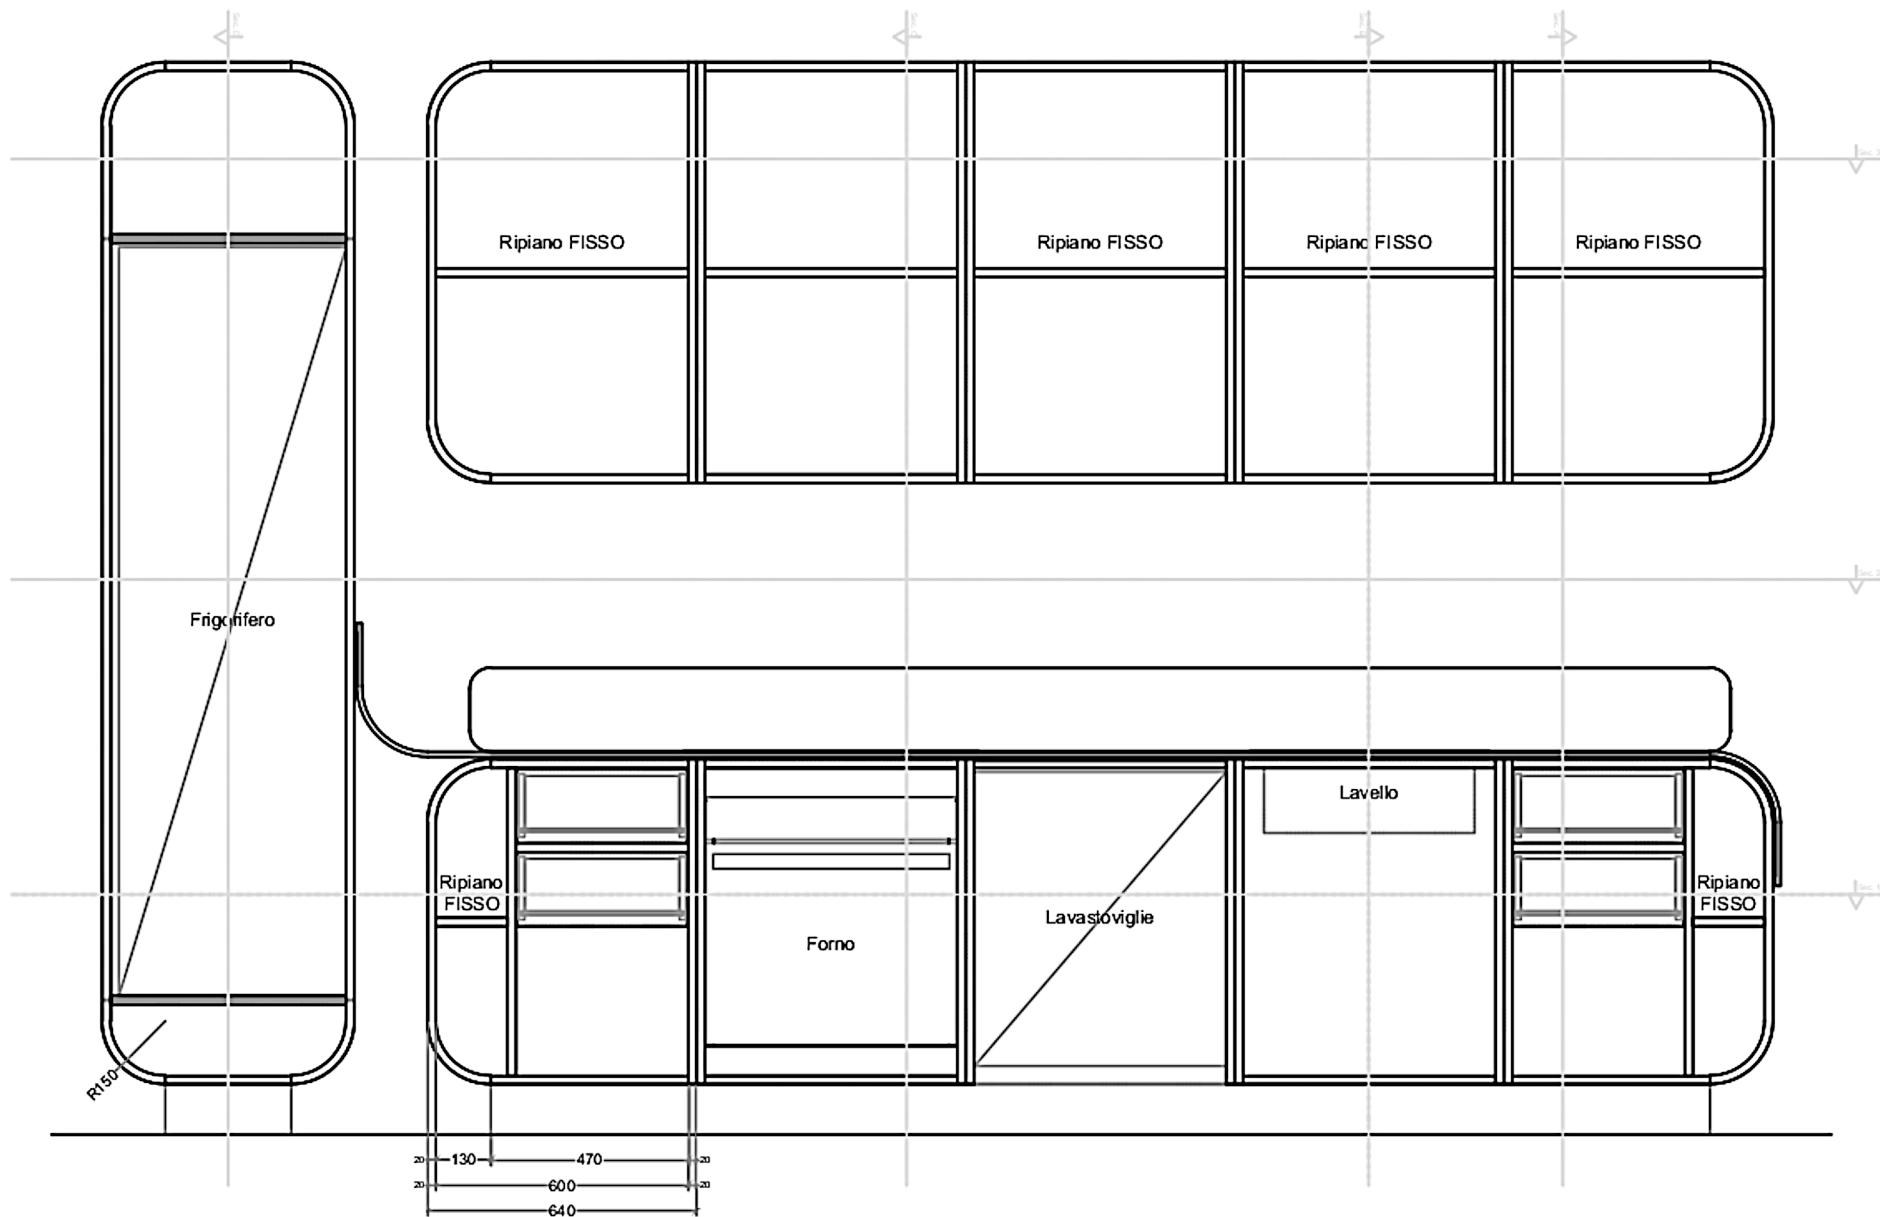 Ripiano FISSO
Ripiano FISSO
Ripiano FISSO
Ripiano FISSO
Frigorifero
Lavello
Ripiano
FISSO
Ripiano
FISSO
Lavastoviglie
Forno
R150
20 130 470 20
20 600 20
640